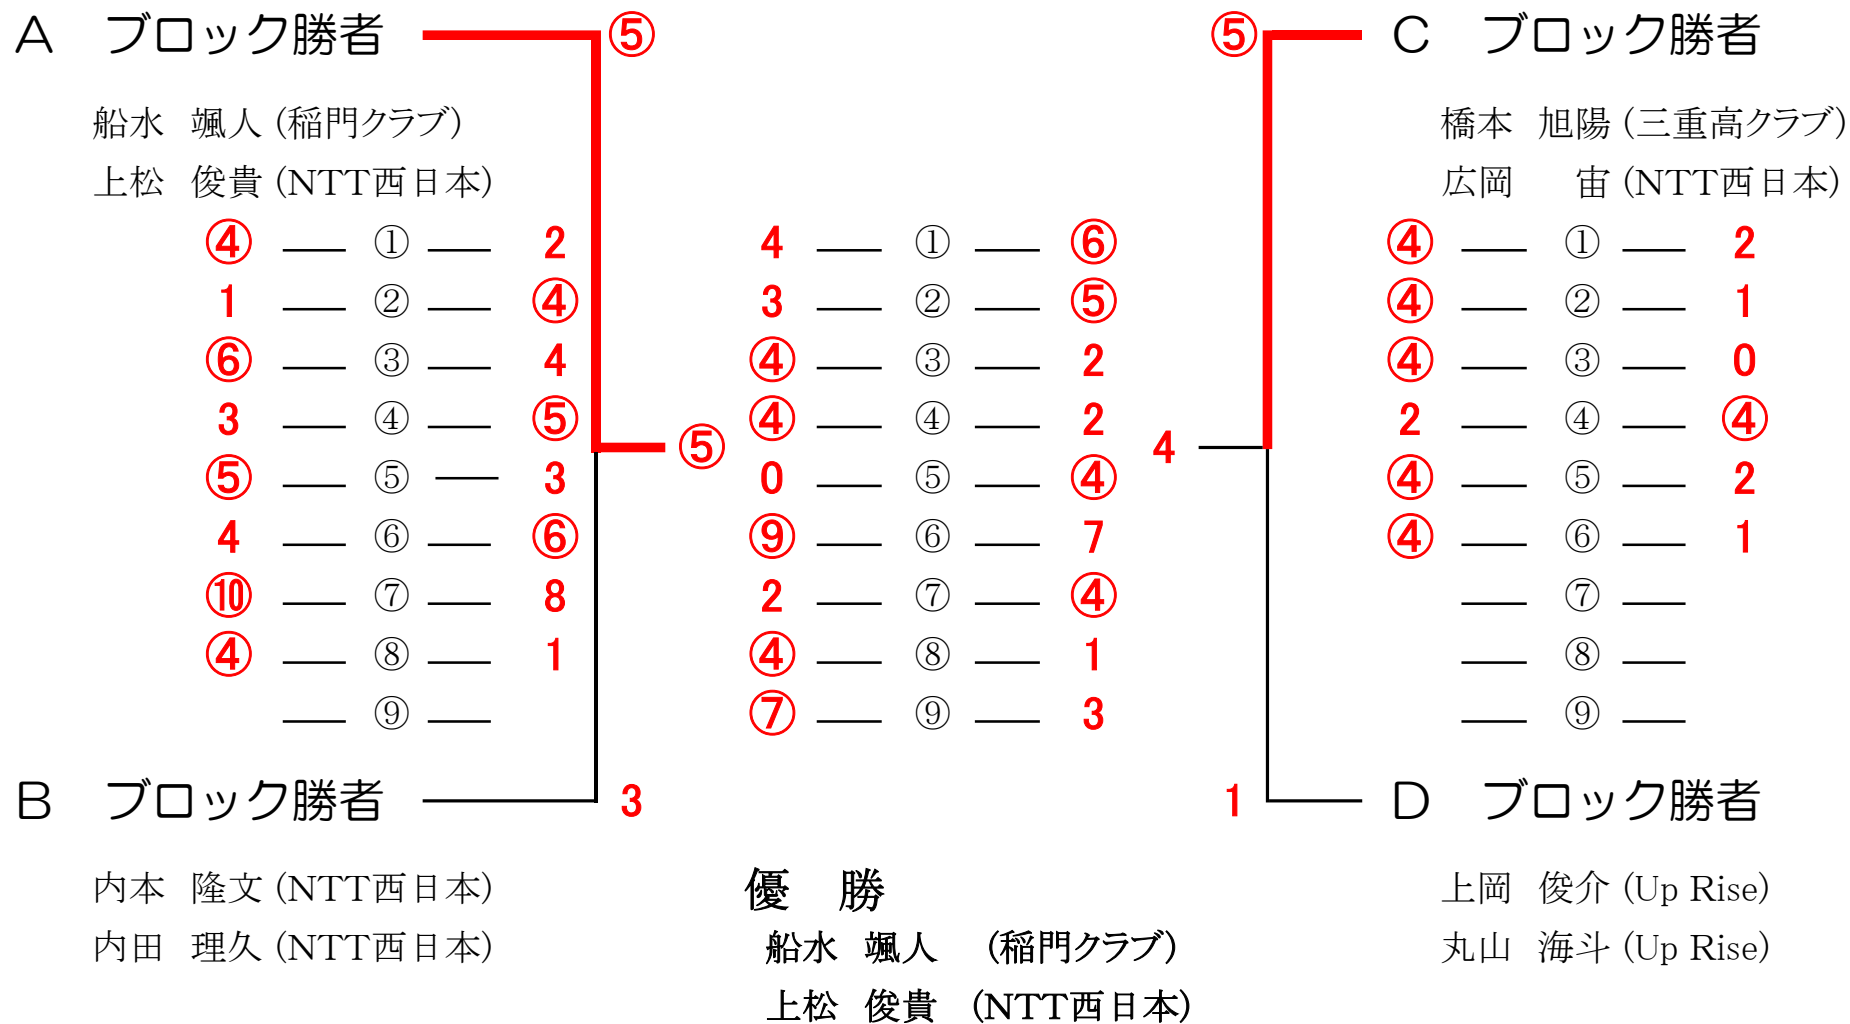 A ブロック勝者 ⑤ ⑤ C ブロック勝者
船水 颯人 (稲門クラブ) 橋本 旭陽 (三重高クラブ)
上松 俊貴 (NTT西日本) 広岡 宙 (NTT西日本)
④ ① 2 4 ① ⑥ ④ ① 2
1 ② ④ 3 ② ⑤ ④ ② 1
⑥ ③ 4 ④ ③ 2 ④ ③ 0
3 ④ ⑤ ④ ④ 2 2 ④ ④
⑤ 4
⑤ ⑤ 3 0 ⑤ ④ ④ ⑤ 2
4 ⑥ ⑥ ⑨ ⑥ 7 ④ ⑥ 1
⑩ ⑦ 8 2 ⑦ ④ ⑦
④ ⑧ 1 ④ ⑧ 1 ⑧
⑨ ⑦ ⑨ 3 ⑨
B ブロック勝者 3 1 D ブロック勝者
内本 隆文 (NTT西日本) 優 勝 上岡 俊介 (Up Rise)
内田 理久 (NTT西日本) 船水 颯人 (稲門クラブ) 丸山 海斗 (Up Rise)
上松 俊貴 (NTT西日本)